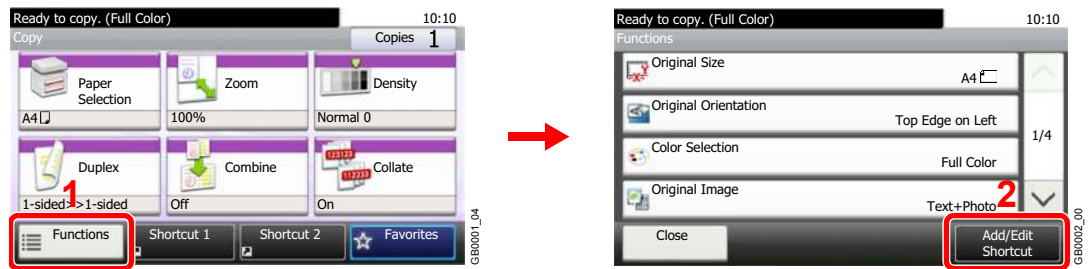 Ready to copy. (Full Color) 10:10
Copy Copies 1
Paper
Selection
A4
Zoom
100%
Density
Normal 0
Duplex
1-sided>>1-sided
Combine
Off
123123
112233
Collate
On
1
Functions Shortcut 1 Shortcut 2 Favorites
GB0001_04
Ready to copy. (Full Color) 10:10
Functions
Original Size
A4
Original Orientation
Top Edge on Left
1/4
Color Selection
Full Color
Original Image
Text+Photo
2
Close
Add/Edit
Shortcut
GB0002_00